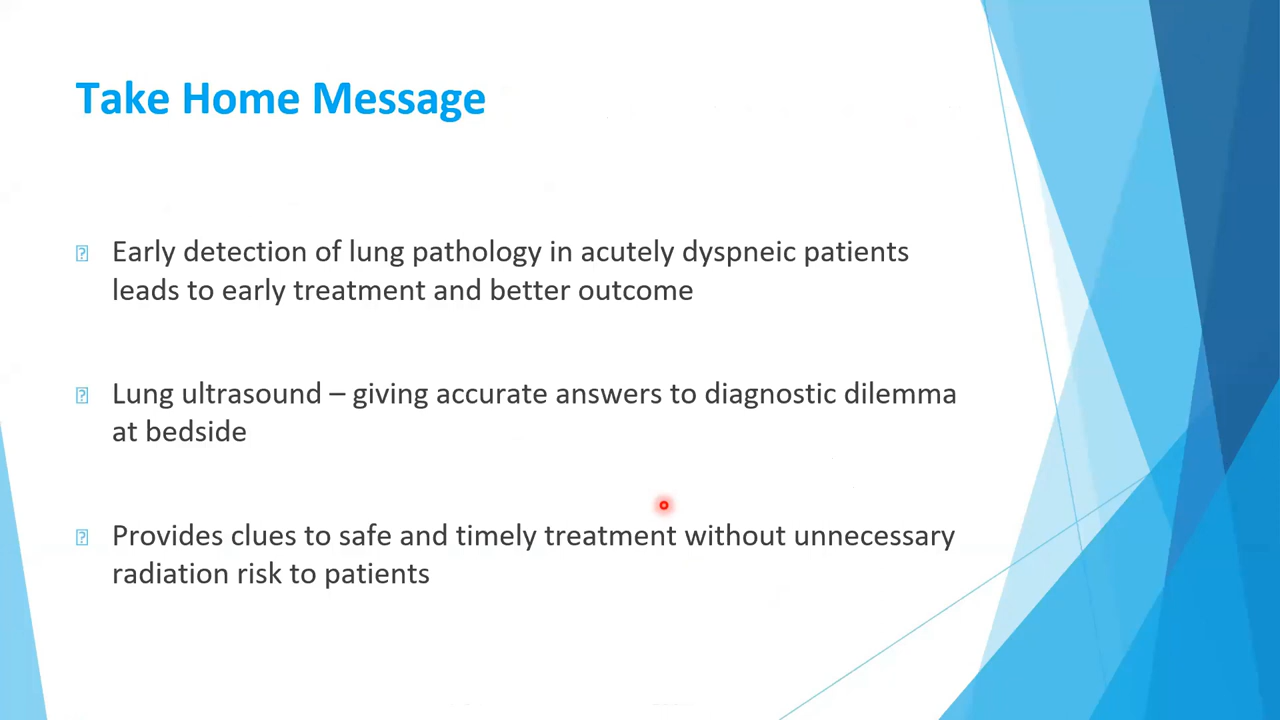 Take Home Message
Early detection of lung pathology in acutely dyspneic patients
leads to early treatment and better outcome
Lung ultrasound – giving accurate answers to diagnostic dilemma
at bedside
Provides clues to safe and timely treatment without unnecessary
radiation risk to patients